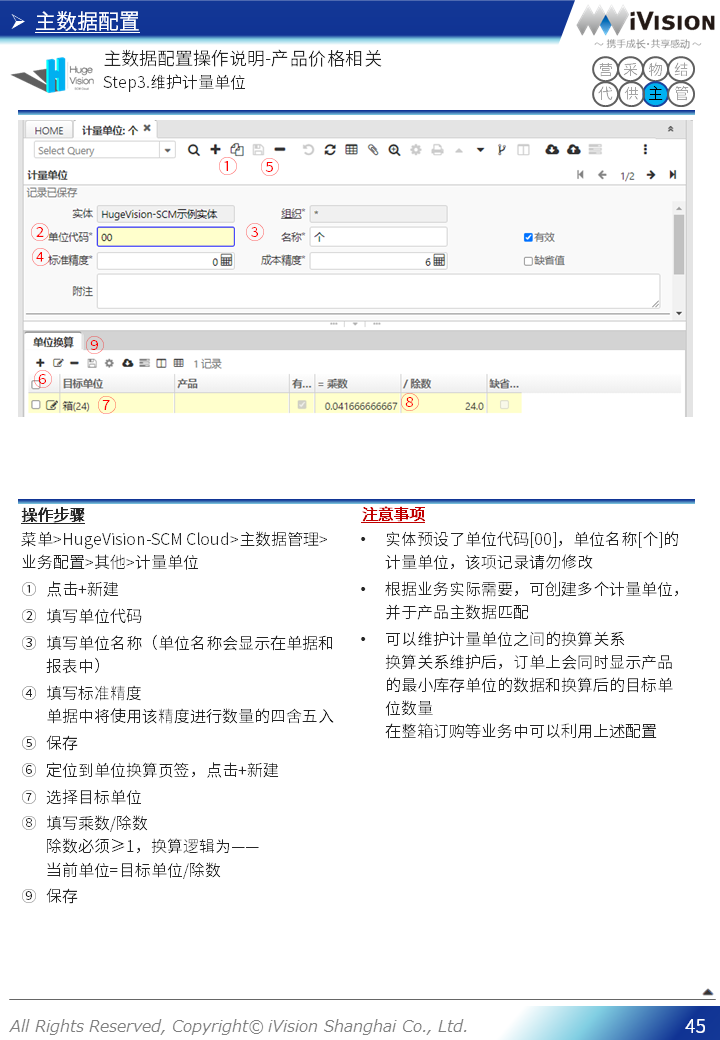 主数据配置
iVISION
～ 携手成长·共享感动 ～
Huge
Vision
主数据配置操作说明-产品价格相关
Step3.维护计量单位
营 采 物 结
代 供 主 管
HOME 计量单位: 个
Select Query
① ⑤
计量单位 1/2
记录已保存
实体 HugeVision-SCM示例实体 组织* *
② 单位代码* 00 ③ 名称* 个 有效
④ 标准精度* 0 成本精度* 6 缺省值
附注
单位换算 ⑨
1 记录
⑥ 目标单位 产品 有... = 乘数 / 除数 缺省...
箱(24) ⑦ 0.041666666667 ⑧ 24.0
操作步骤
菜单>HugeVision-SCM Cloud>主数据管理>
业务配置>其他>计量单位
① 点击+新建
② 填写单位代码
③ 填写单位名称（单位名称会显示在单据和
报表中）
④ 填写标准精度
单据中将使用该精度进行数量的四舍五入
⑤ 保存
⑥ 定位到单位换算页签，点击+新建
⑦ 选择目标单位
⑧ 填写乘数/除数
除数必须≥1，换算逻辑为——
当前单位=目标单位/除数
⑨ 保存
注意事项
• 实体预设了单位代码[00]，单位名称[个]的
计量单位，该项记录请勿修改
• 根据业务实际需要，可创建多个计量单位，
并于产品主数据匹配
• 可以维护计量单位之间的换算关系
换算关系维护后，订单上会同时显示产品
的最小库存单位的数据和换算后的目标单
位数量
在整箱订购等业务中可以利用上述配置
All Rights Reserved, Copyright© iVision Shanghai Co., Ltd.
45